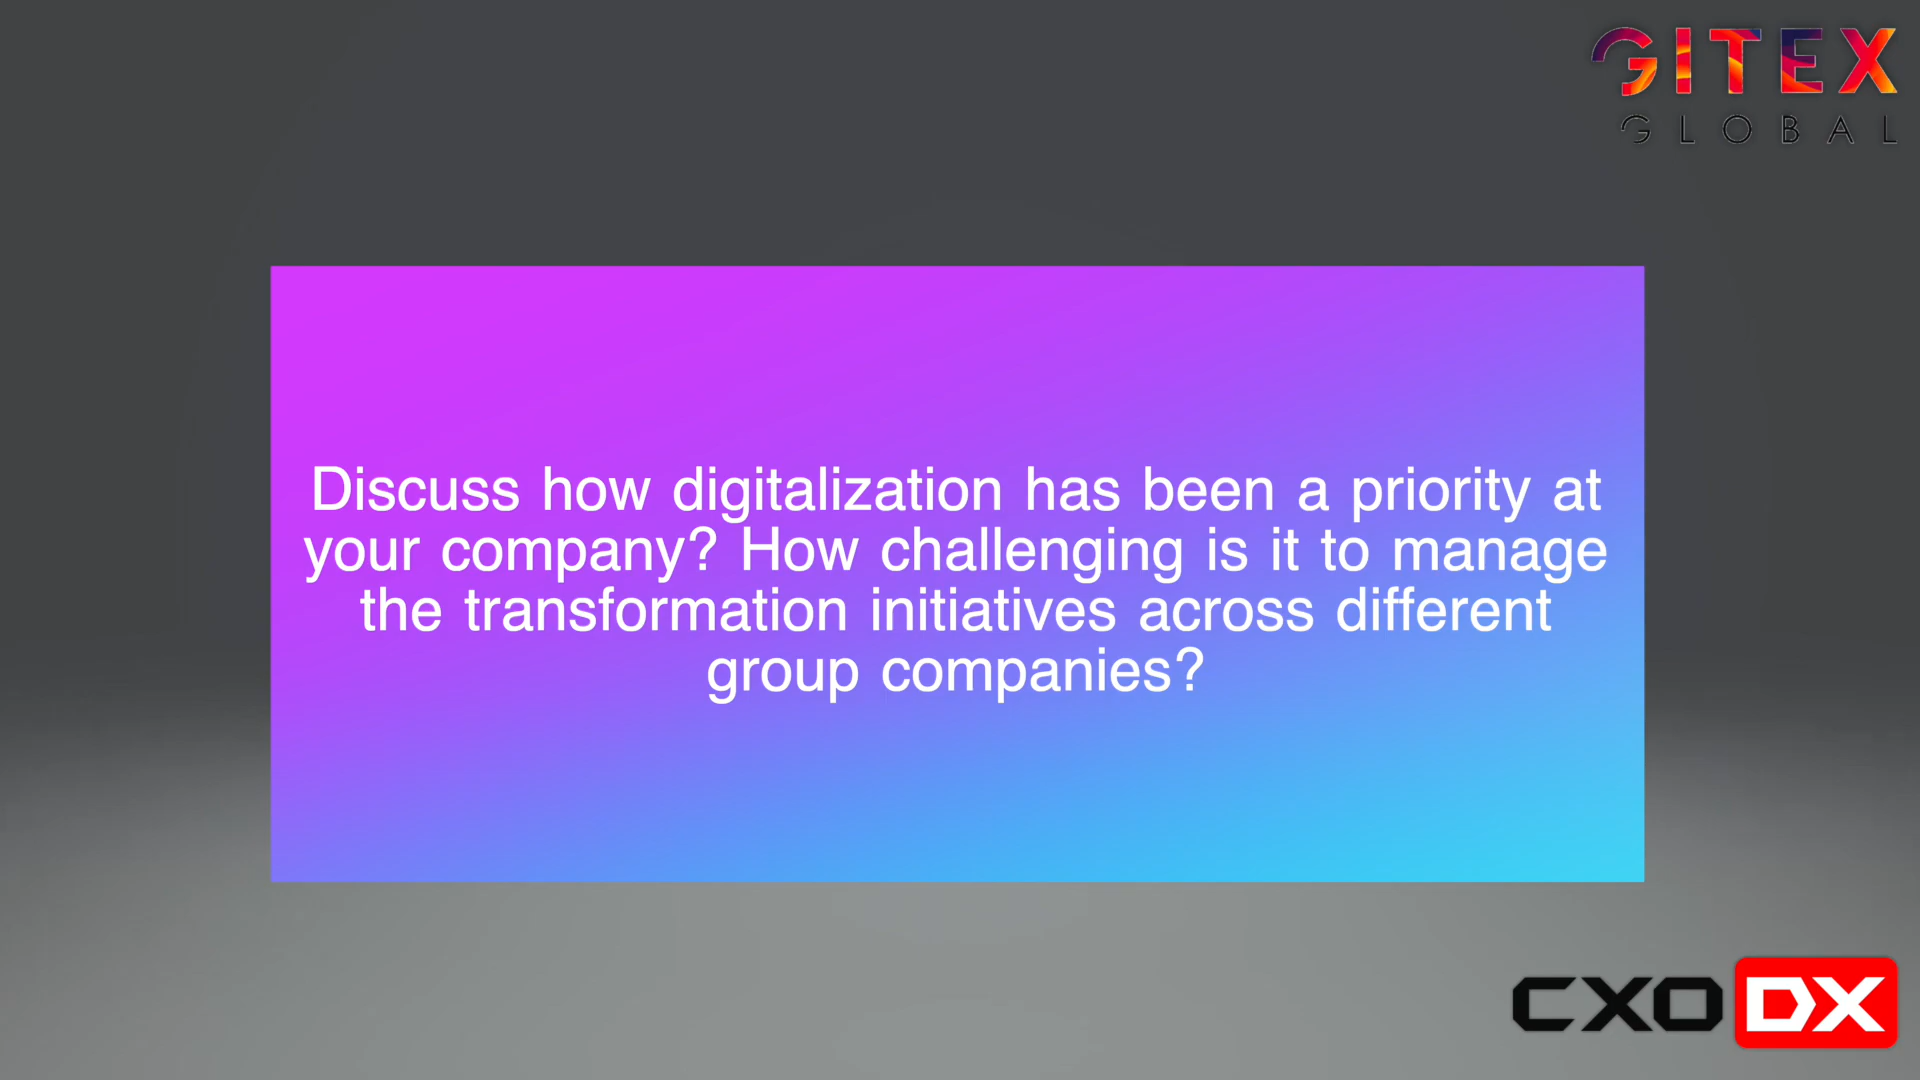 GITEX
GLOBAL
Discuss how digitalization has been a priority at
your company? How challenging is it to manage
the transformation initiatives across different
group companies?
CXO DX